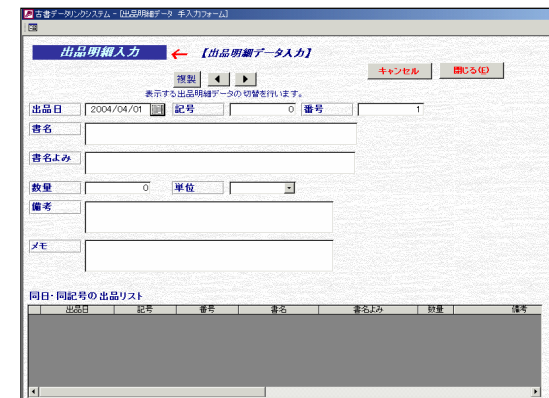 古書データリンクシステム - [出品明細データ 手入力フォーム]
出品明細入力 ← 【出品明細データ入力】
キャンセル 閉じる(E)
複製
表示する出品明細データの切替を行います。
出品日 2004/04/01 記号 0 番号 1
書名
書名よみ
数量 0 単位
備考
メモ
同日・同記号の出品リスト
出品日 記号 番号 書名 書名よみ 数量 備考